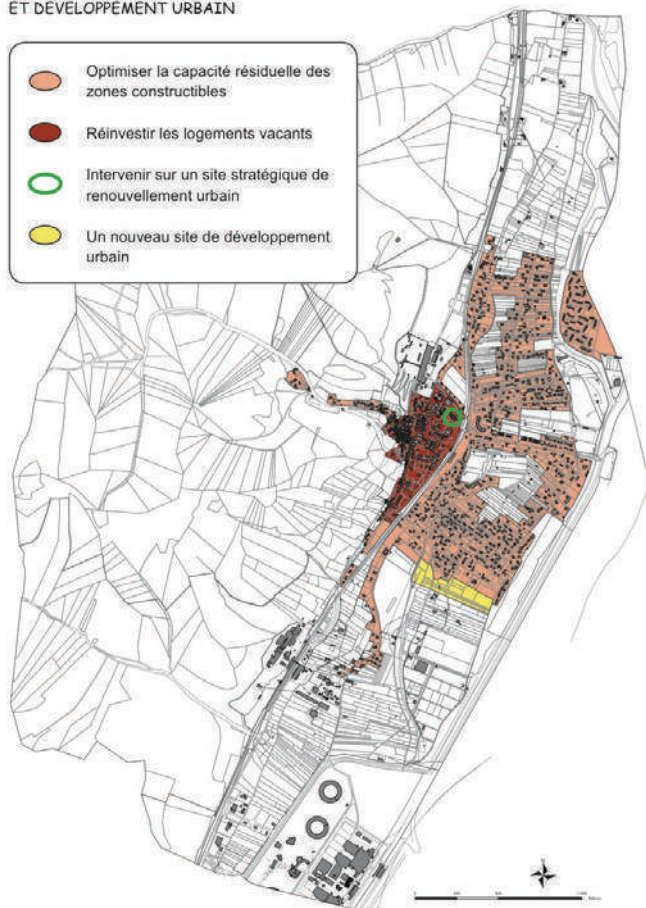 ET DEVELOPPEMENT URBAIN
Optimiser la capacité résiduelle des
zones constructibles
Réinvestir les logements vacants
Intervenir sur un site stratégique de
renouvellement urbain
Un nouveau site de développement
urbain